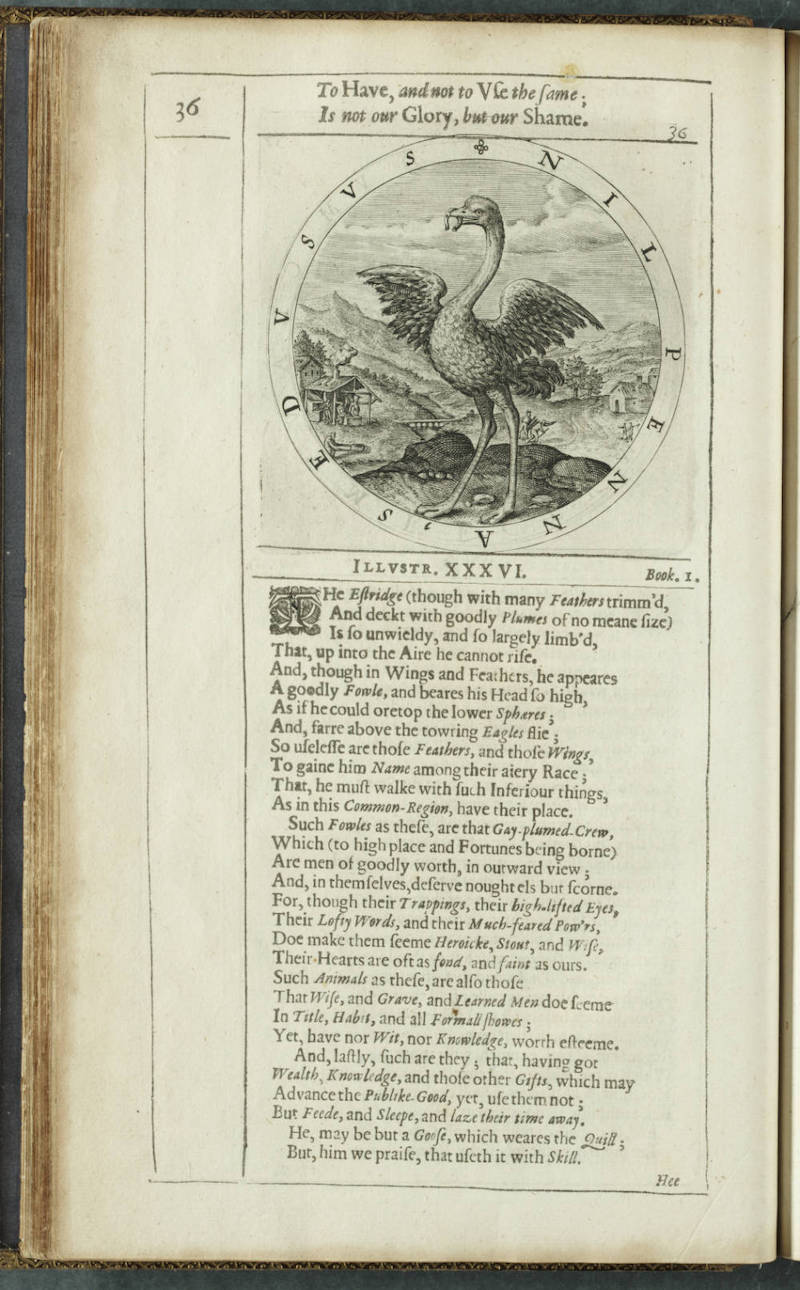 36
To Have, and not to Vſe the ſame;
Is not our Glory, but our Shame.
36
NIL PENNA, SED VSVS
ILLVSTR. XXXVI. Book. 1.
THe Eſtridge (though with many Feathers trimm'd,
And deckt with goodly Plumes of no meane ſize)
Is ſo unwieldy, and ſo largely limb'd,
That, up into the Aire he cannot riſe.
And, though in Wings and Feathers, he appeares
A goodly Fowle, and beares his Head ſo high,
As if he could oretop the lower Sphæres;
And, farre above the towring Eagles flie;
So uſeleſſe are thoſe Feathers, and thoſe Wings,
To gaine him Name among their aiery Race;
That, he muſt walke with ſuch Inferiour things,
As in this Common-Region, have their place.
Such Fowles as theſe, are that Gay-plumed-Crew,
Which (to high place and Fortunes being borne)
Are men of goodly worth, in outward view;
And, in themſelves, deſerve nought els but ſcorne.
For, though their Trappings, their high-lifted Eyes,
Their Lofty Words, and their Much-feared Pow'rs,
Doe make them ſeeme Heroicke, Stout, and Wiſe,
Their Hearts are oft as fond, and faint as ours.
Such Animals as theſe, are alſo thoſe
That Wiſe, and Grave, and Learned Men doe ſeeme
In Title, Habit, and all Formall ſhowes;
Yet, have nor Wit, nor Knowledge, worth eſteeme.
And, laſtly, ſuch are they; that, having got
Wealth, Knowledge, and thoſe other Gifts, which may
Advance the Publike-Good, yet, uſe them not;
But Feede, and Sleepe, and laze their time away.
He, may be but a Gooſe, which weares the Quill;
But, him we praiſe, that uſeth it with Skill.
Hee